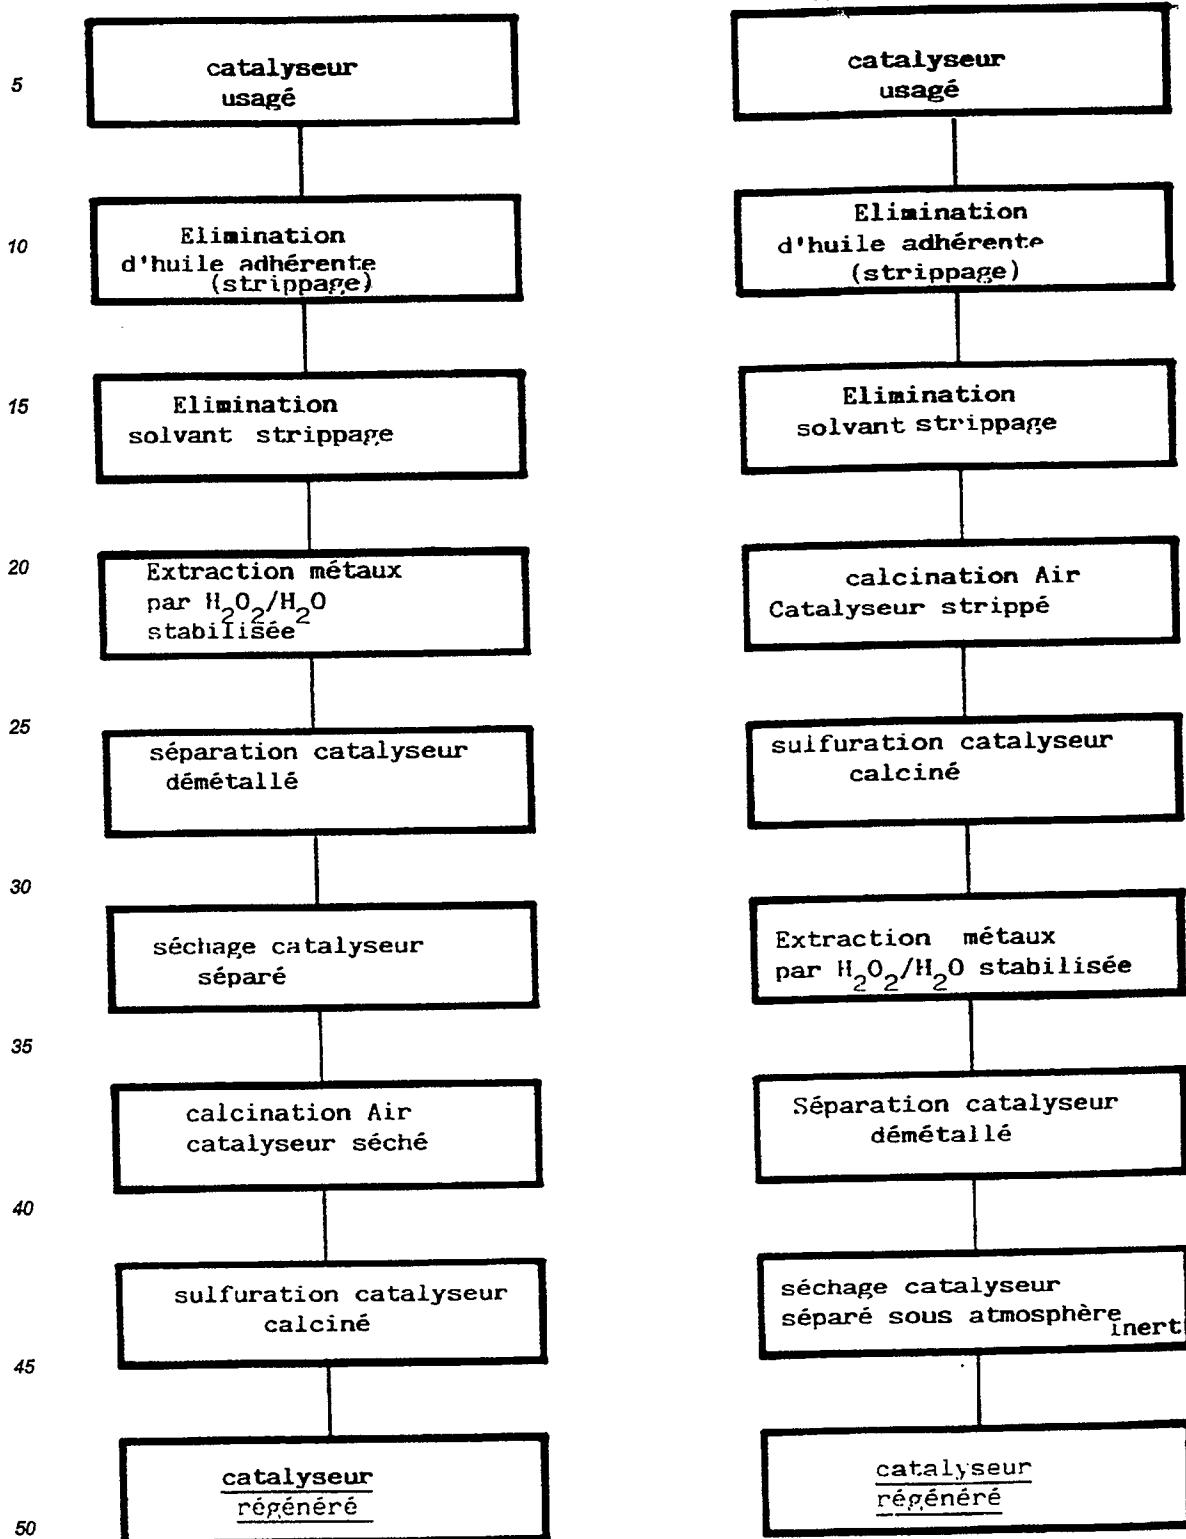 catalyseur
usagé
Elimination
d'huile adhérente
(strippage)
Elimination
solvant strippage
Extraction métaux
par H2O2/H2O
stabilisée
séparation catalyseur
démétallé
séchage catalyseur
séparé
calcination Air
catalyseur séché
sulfuration catalyseur
calciné
catalyseur
régénéré
catalyseur
usagé
Elimination
d'huile adhérente
(strippage)
Elimination
solvant strippage
calcination Air
Catalyseur strippé
sulfuration catalyseur
calciné
Extraction métaux
par H2O2/H2O stabilisée
Séparation catalyseur
démétallé
séchage catalyseur
séparé sous atmosphère
inert
catalyseur
régénéré
5
10
15
20
25
30
35
40
45
50